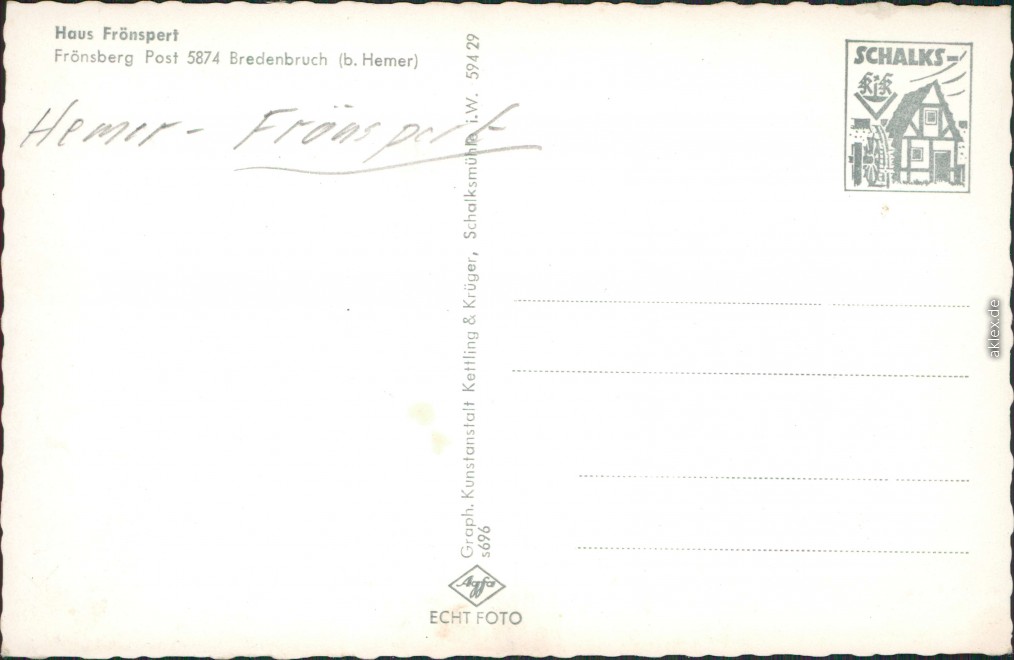 Haus Frönspert
Frönsberg Post 5874 Bredenbruch (b. Hemer)
Hemer - Frönspert
Graph. Kunstanstalt Kettling & Krüger, Schalksmühle i.W. 594 29
s696
Agfa
ECHT FOTO
SCHALKS-
KjK
aklex.de